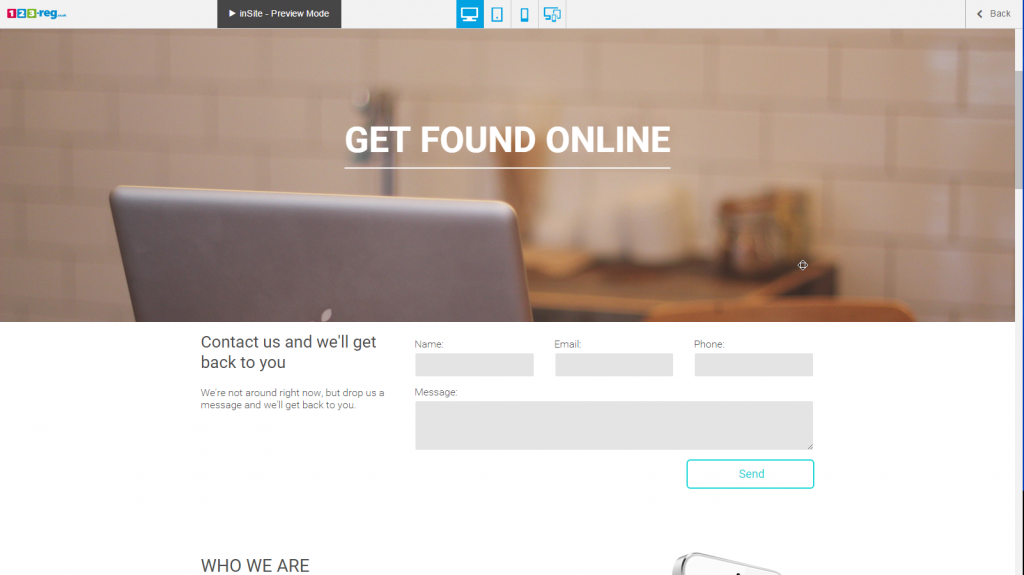 123-reg.co.uk
inSite - Preview Mode
Back
GET FOUND ONLINE
Contact us and we'll get
back to you
We're not around right now, but drop us a
message and we'll get back to you.
Name:
Email:
Phone:
Message:
Send
WHO WE ARE